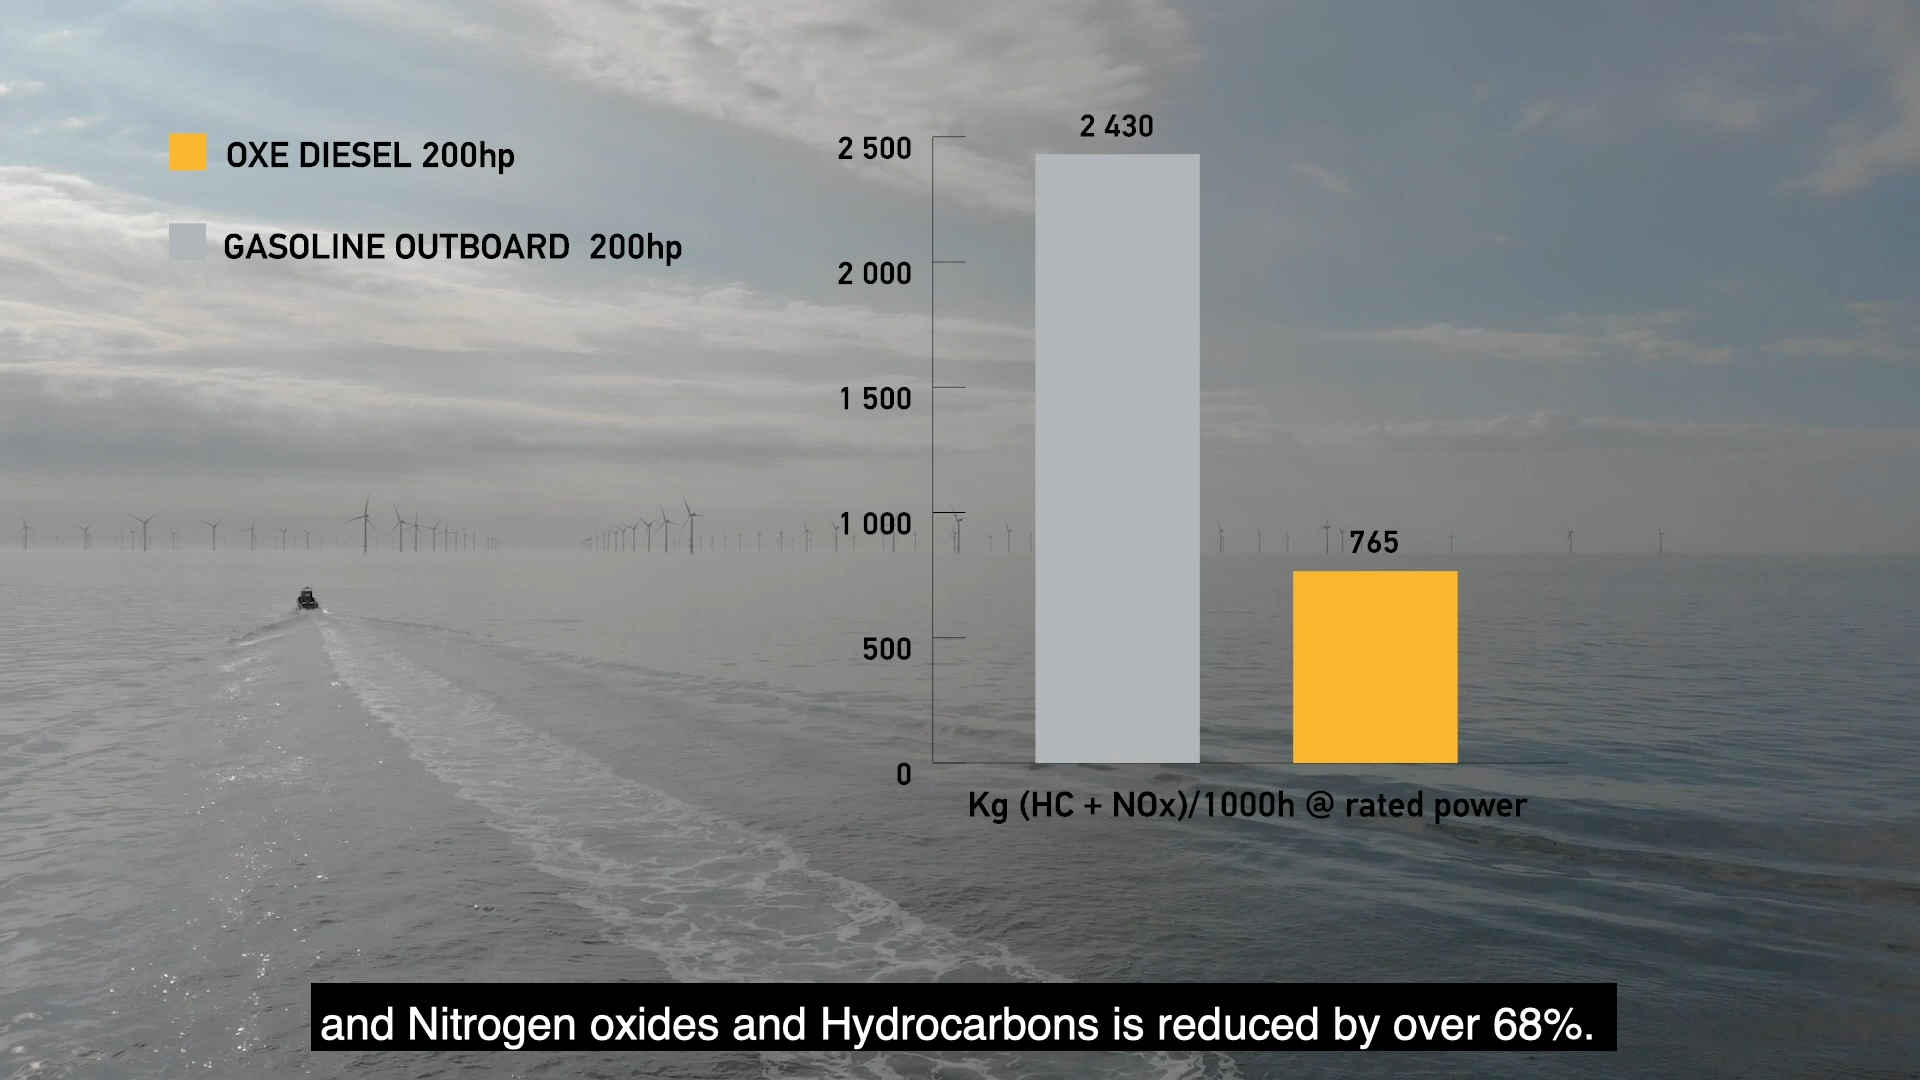 OXE DIESEL 200hp
GASOLINE OUTBOARD 200hp
2 430
2 500
2 000
1 500
1 000
765
500
0
Kg (HC + NOx)/1000h @ rated power
and Nitrogen oxides and Hydrocarbons is reduced by over 68%.